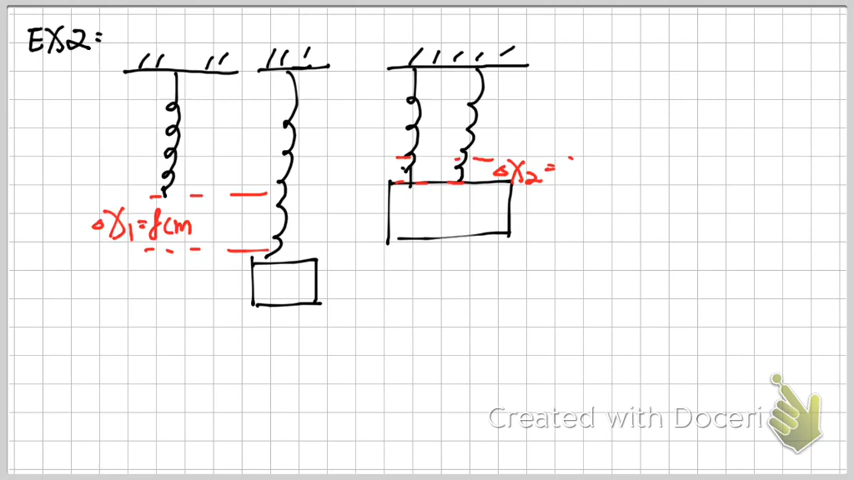 EX2:
ΔX₁=8cm
ΔX₂=
Created with Doceri